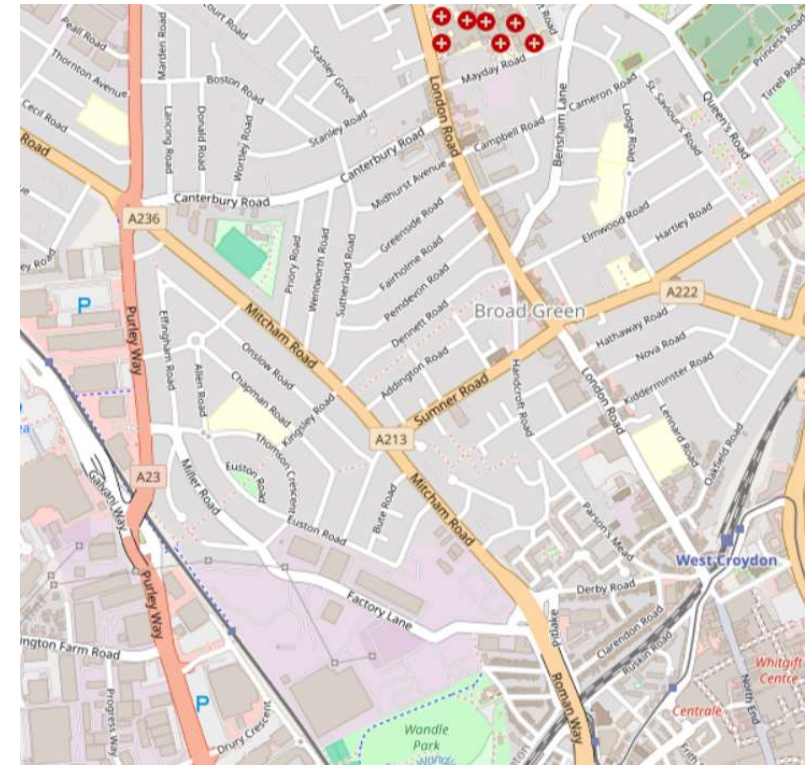 Peall Road
Marden Road
Court Road
Stanley Grove
London Road
Mayday Road
Road
Bensham Lane
Princess Road
Tirrell Road
Thornton Avenue
Boston Road
Cameron Road
Lodge Road
St. Saviour's Road
Queen's Road
Cecil Road
Lancing Road
Donald Road
Wortley Road
Stanley Road
Canterbury Road
Campbell Road
Road
Canterbury Road
Midhurst Avenue
A236
Greenside Road
Elmwood Road
Hartley Road
Priory Road
Wentworth Road
Sutherland Road
Fairholme Road
Pemdevon Road
A222
P
Purley Way
Effingham Road
Mitcham Road
Dennett Road
Broad Green
Hathaway Road
Onslow Road
Allen Road
Chapman Road
Addington Road
Handcroft Road
London Road
Nova Road
Kidderminster Road
Kingsley Road
Sumner Road
A213
Lennard Road
Oakfield Road
A23
Galvani Way
Miller Road
Euston Road
Thomson Crescent
Bute Road
Mitcham Road
Euston Road
Parson's Mead
West Croydon
Purley Way
Factory Lane
Derby Road
Pitlake
Clarendon Road
Ruskin Road
ington Farm Road
Progress Way
P
Drury Crescent
Roman Way
Whitgift
Centre
North End
Centrale
Wandle
Park
Frith Road